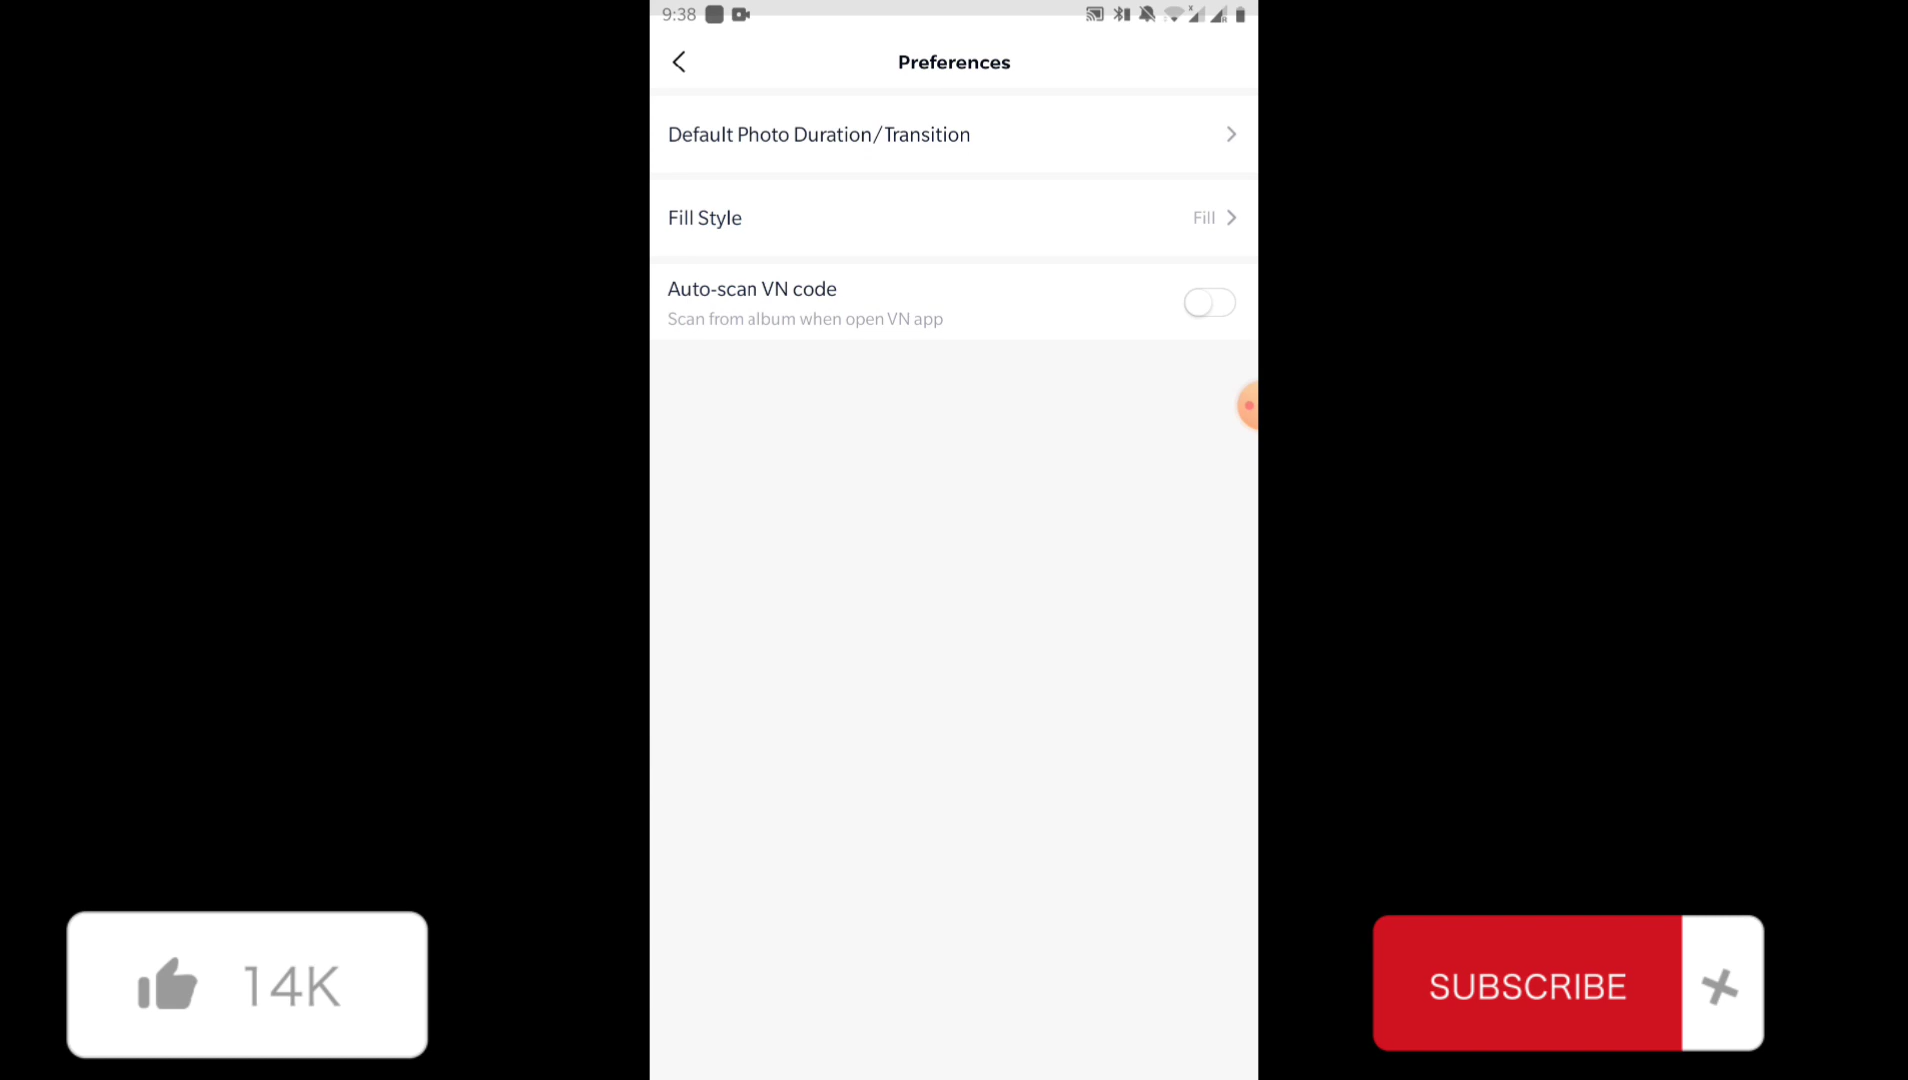 9:38
Preferences
Default Photo Duration/Transition
Fill Style
Fill
Auto-scan VN code
Scan from album when open VN app
14K
SUBSCRIBE